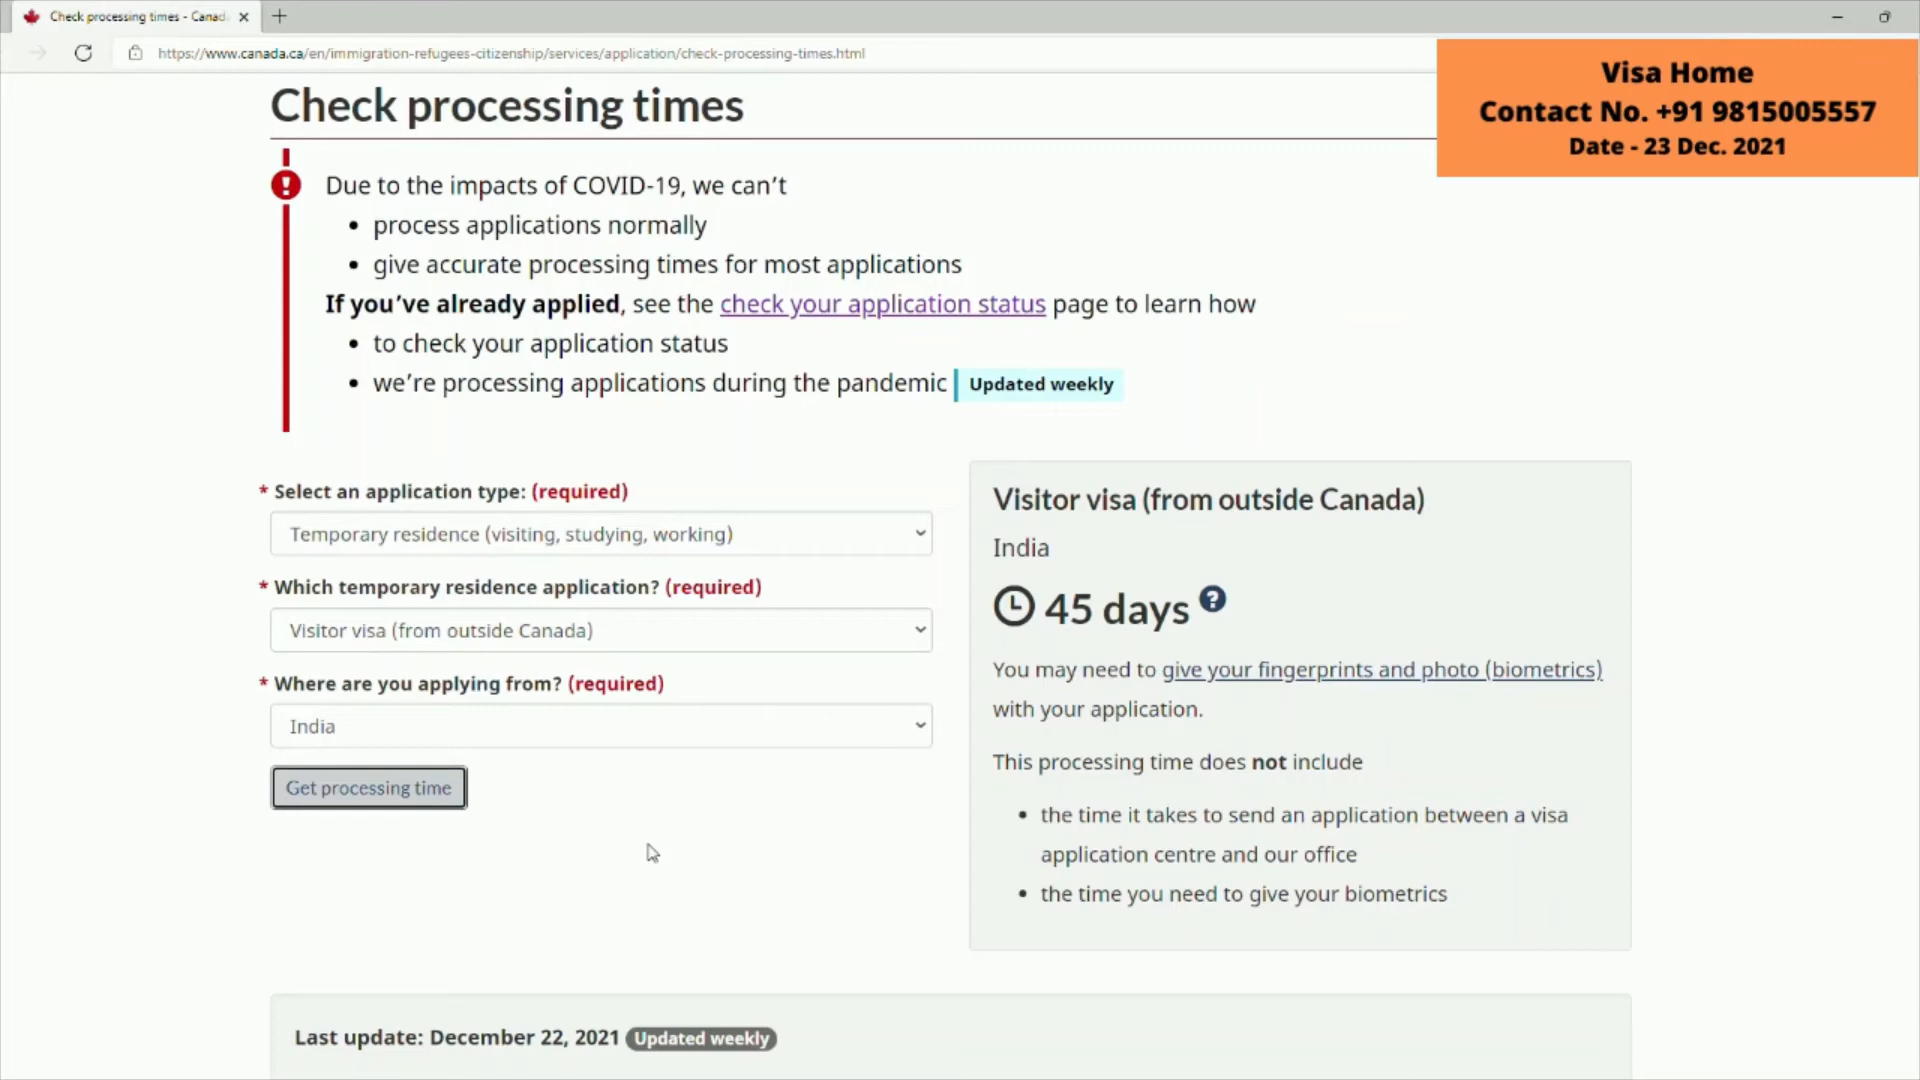 Check processing times - Canad
https://www.canada.ca/en/immigration-refugees-citizenship/services/application/check-processing-times.html
Visa Home
Contact No. +91 9815005557
Date - 23 Dec. 2021
Check processing times
Due to the impacts of COVID-19, we can’t
• process applications normally
• give accurate processing times for most applications
If you’ve already applied, see the check your application status page to learn how
• to check your application status
• we’re processing applications during the pandemic Updated weekly
* Select an application type: (required)
Temporary residence (visiting, studying, working)
* Which temporary residence application? (required)
Visitor visa (from outside Canada)
* Where are you applying from? (required)
India
Get processing time
Visitor visa (from outside Canada)
India
45 days ?
You may need to give your fingerprints and photo (biometrics)
with your application.
This processing time does not include
• the time it takes to send an application between a visa
application centre and our office
• the time you need to give your biometrics
Last update: December 22, 2021 Updated weekly